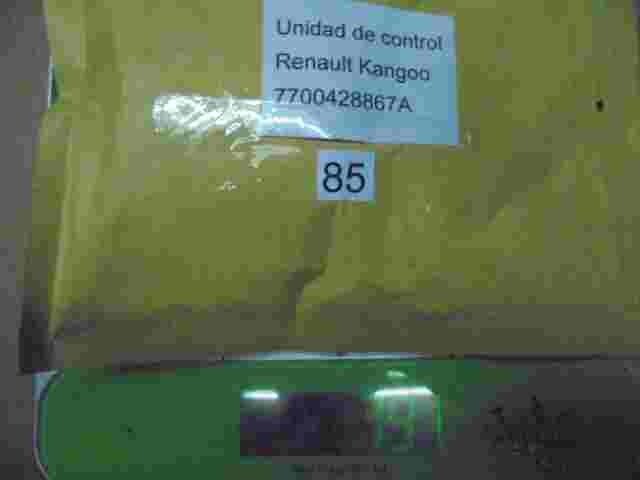 Unidad de control
Renault Kangoo
7700428867A
85